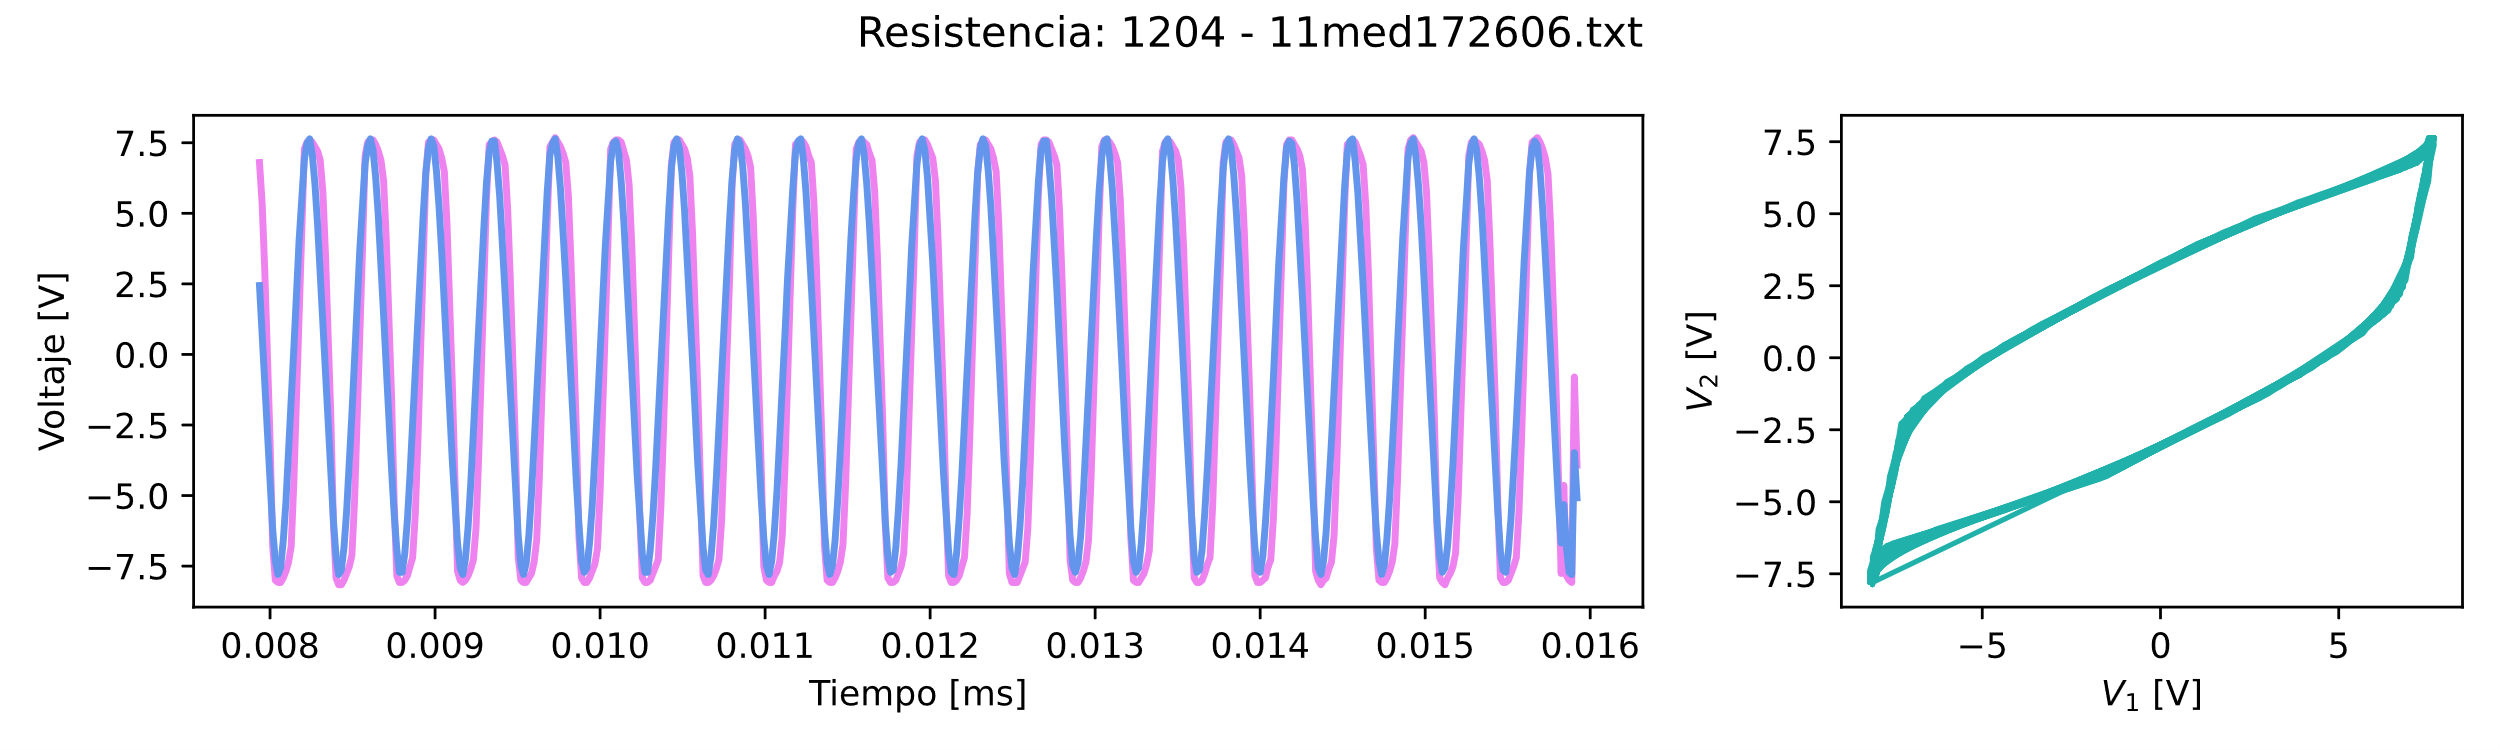 Resistencia: 1204 - 11med172606.txt
Voltaje [V]
7.5
5.0
2.5
0.0
−2.5
−5.0
−7.5
0.008 0.009 0.010 0.011 0.012 0.013 0.014 0.015 0.016
Tiempo [ms]
V₂ [V]
7.5
5.0
2.5
0.0
−2.5
−5.0
−7.5
−5 0 5
V₁ [V]